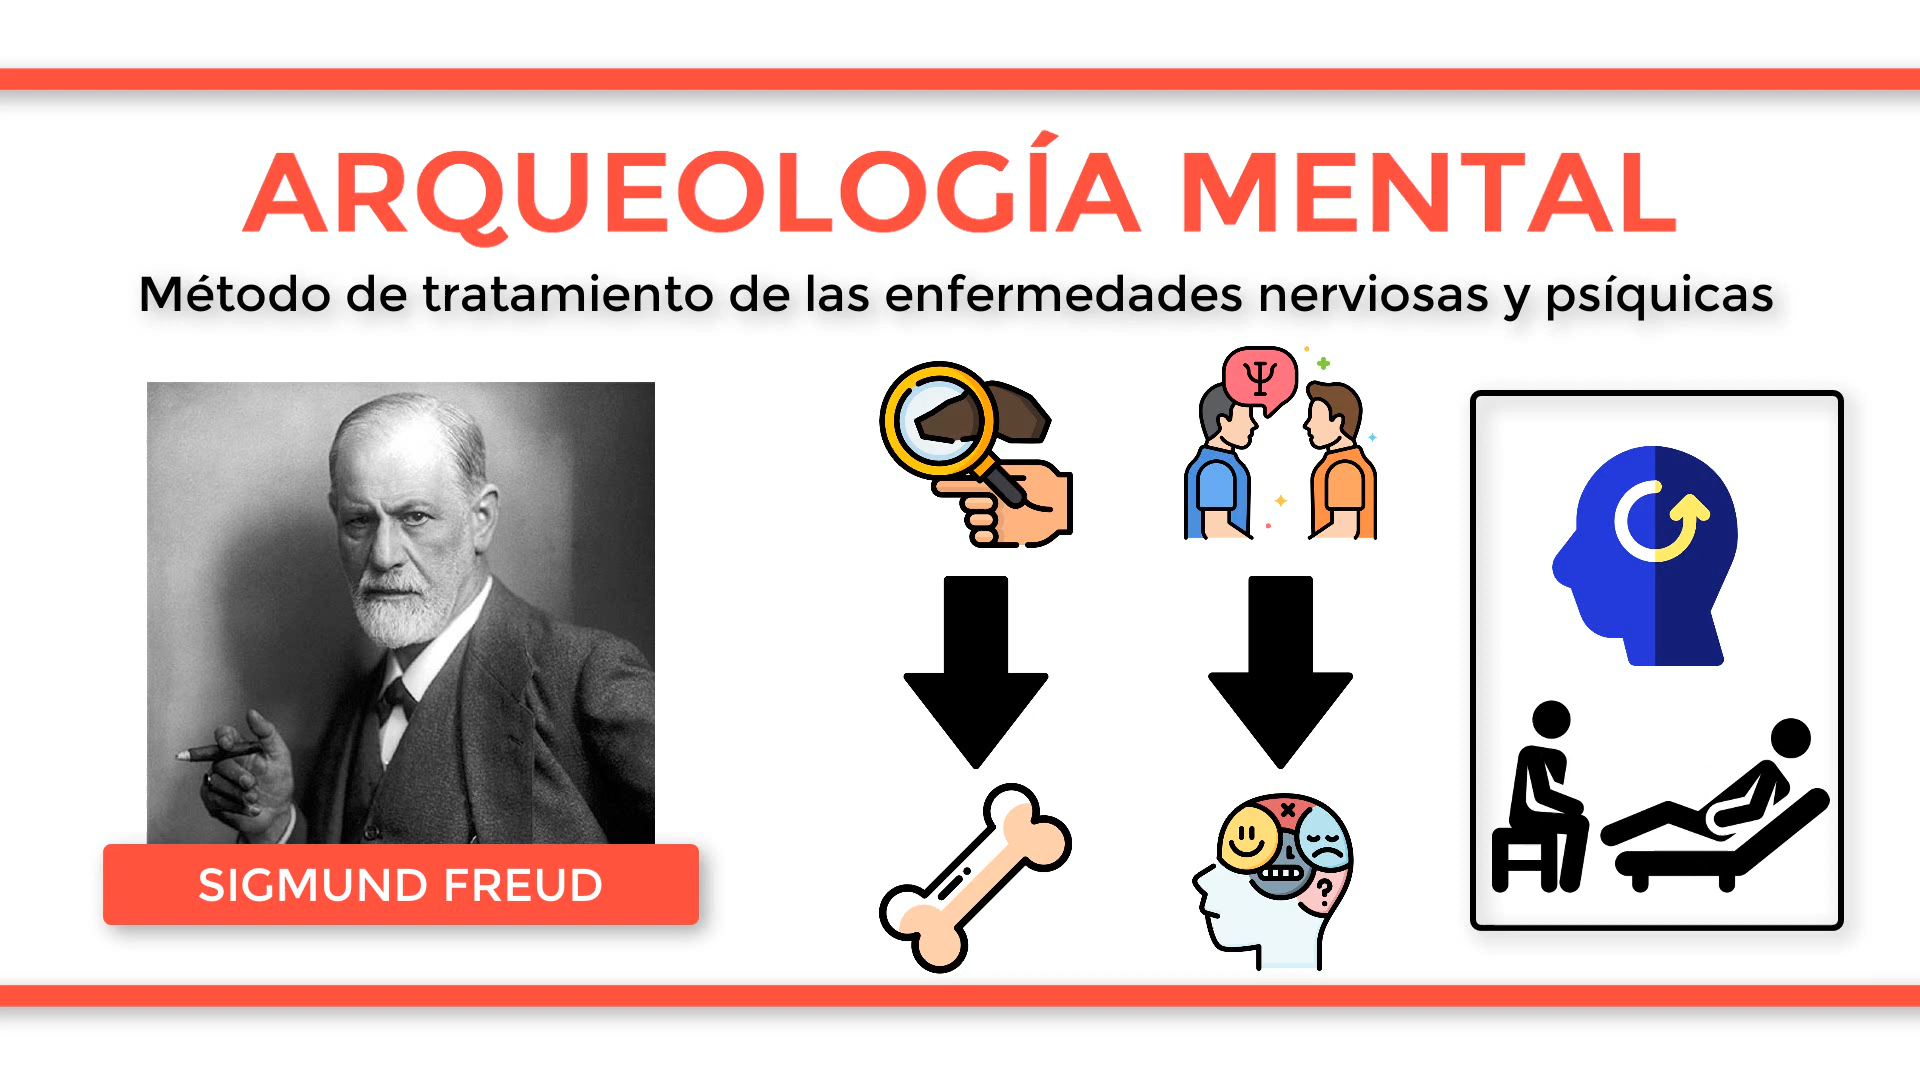 ARQUEOLOGÍA MENTAL
Método de tratamiento de las enfermedades nerviosas y psíquicas
Ψ
?
SIGMUND FREUD